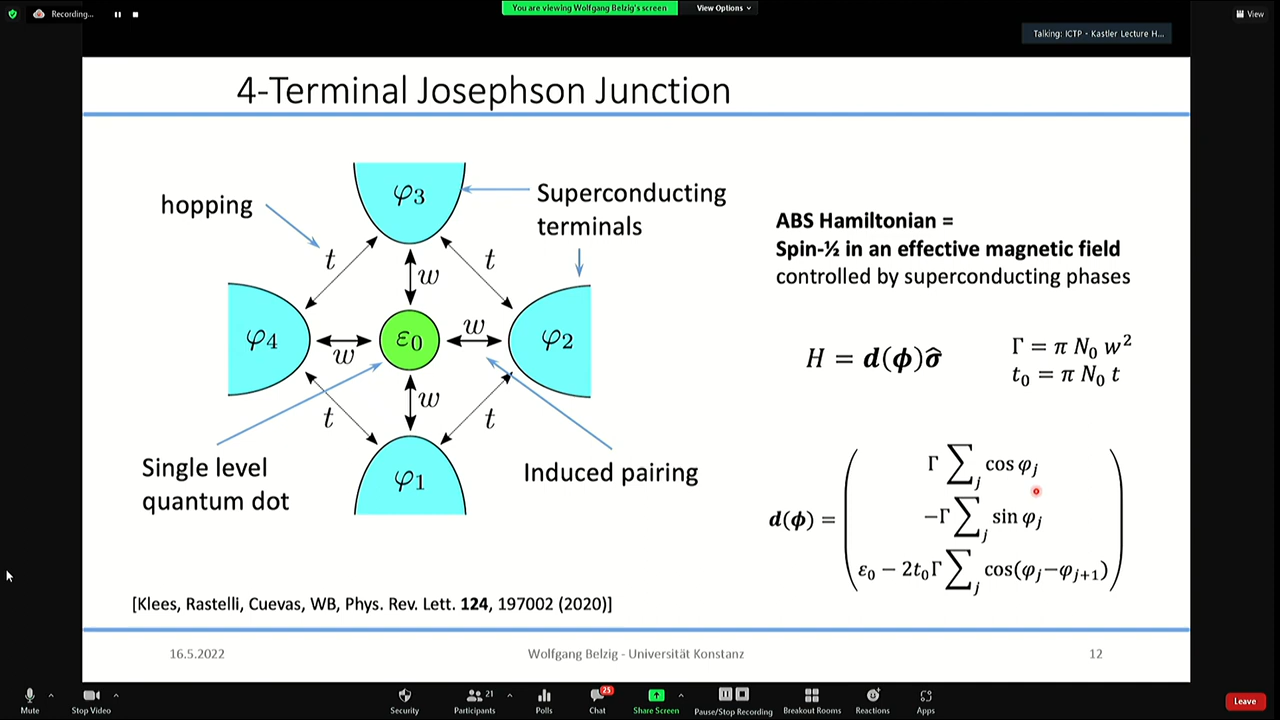 Recording...
You are viewing Wolfgang Belzig's screen
View Options
View
Talking: ICTP - Kastler Lecture H...
4-Terminal Josephson Junction
hopping
φ3
Superconducting
terminals
t
t
w
φ4
w
ε0
w
φ2
t
w
t
Single level
quantum dot
φ1
Induced pairing
ABS Hamiltonian =
Spin-½ in an effective magnetic field
controlled by superconducting phases
H = d(ϕ)σ̂
Γ = π N₀ w²
t₀ = π N₀ t
d(ϕ) =
Γ ∑j cos φj
−Γ ∑j sin φj
ε₀ − 2t₀Γ ∑j cos(φj−φj+1)
[Klees, Rastelli, Cuevas, WB, Phys. Rev. Lett. 124, 197002 (2020)]
16.5.2022
Wolfgang Belzig - Universität Konstanz
12
Mute
Stop Video
Security
21
Participants
Polls
25
Chat
Share Screen
Pause/Stop Recording
Breakout Rooms
Reactions
Apps
Leave